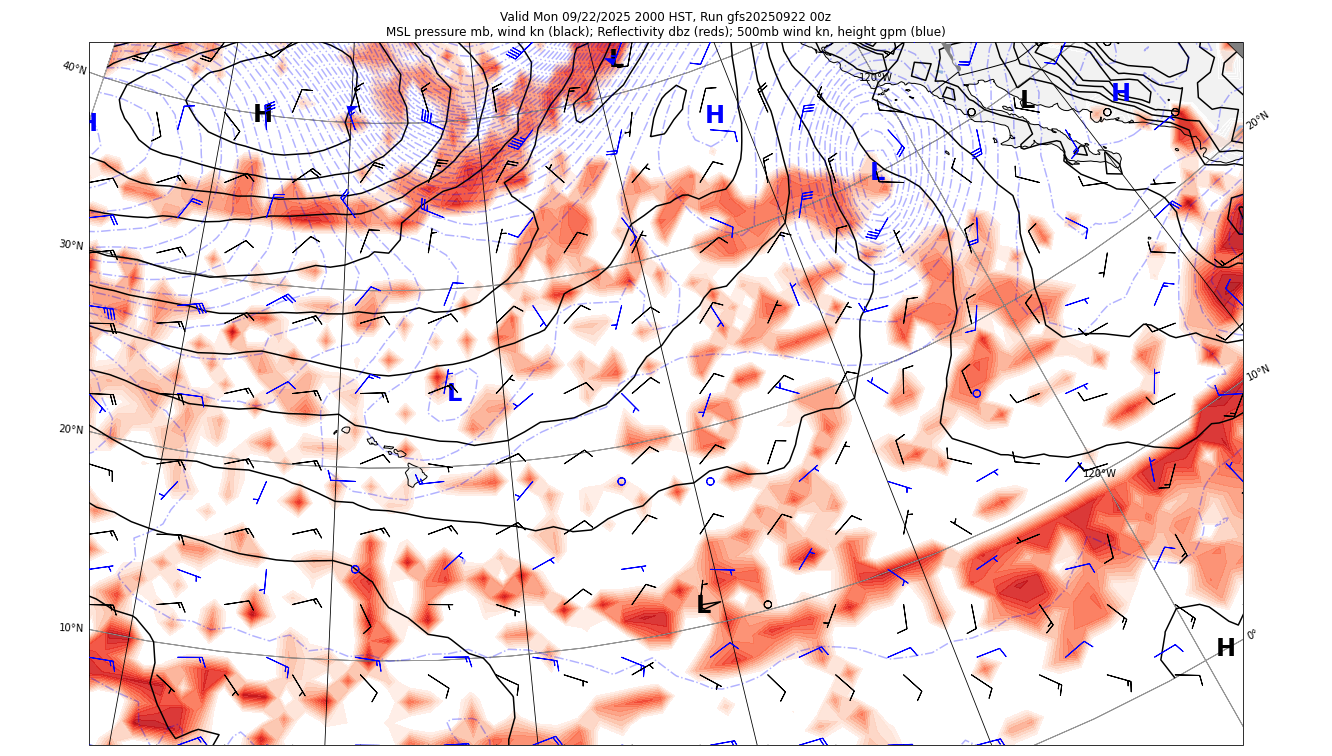 Valid Mon 09/22/2025 2000 HST, Run gfs20250922 00z
MSL pressure mb, wind kn (black); Reflectivity dbz (reds); 500mb wind kn, height gpm (blue)
40°N
L
120°W
H
L
H
H
H
20°N
L
30°N
10°N
L
20°N
120°W
L
10°N
0°
H